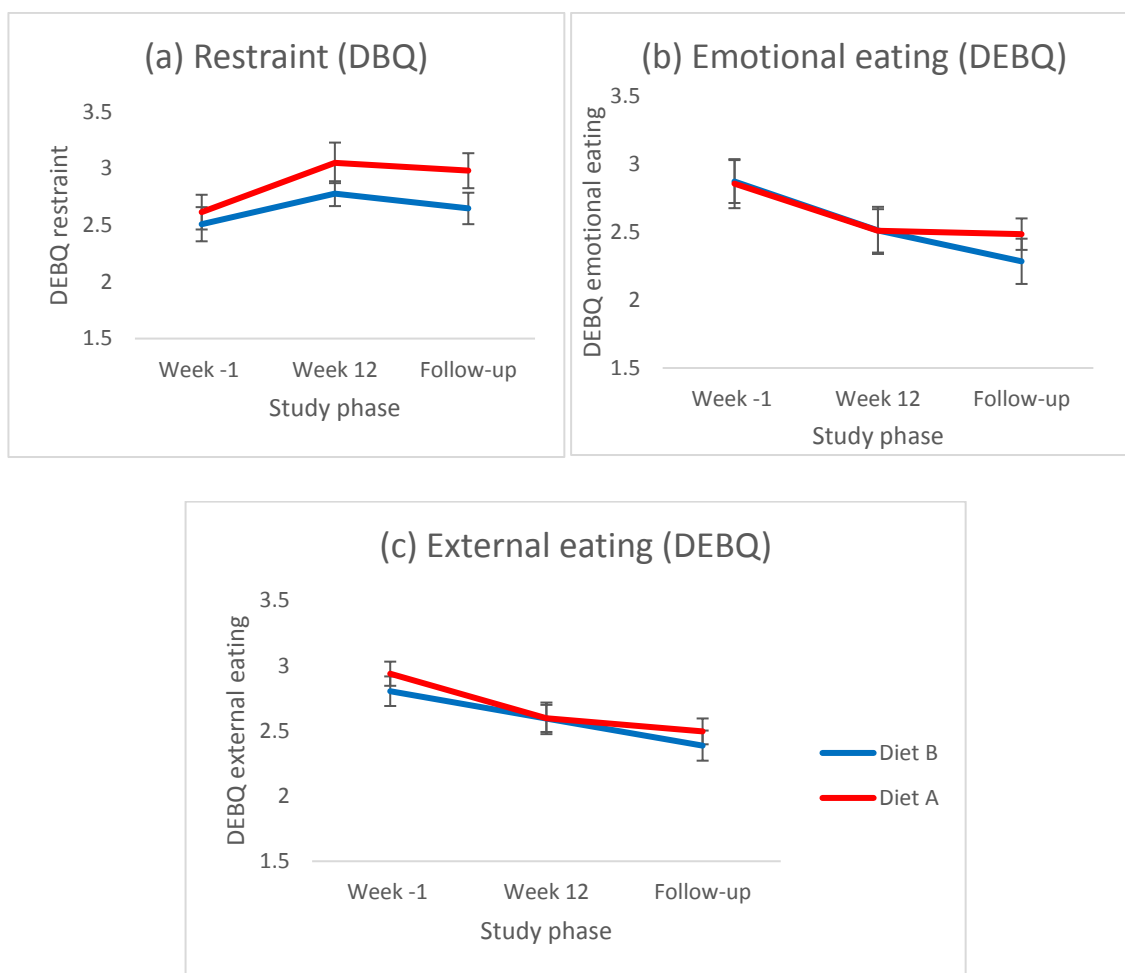 (a) Restraint (DBQ)
3.5
3
2.5
2
1.5
DEBQ restraint
Week -1 Week 12 Follow-up
Study phase
(b) Emotional eating (DEBQ)
3.5
3
2.5
2
1.5
DEBQ emotional eating
Week -1 Week 12 Follow-up
Study phase
(c) External eating (DEBQ)
3.5
3
2.5
2
1.5
DEBQ external eating
Week -1 Week 12 Follow-up
Study phase
Diet B
Diet A